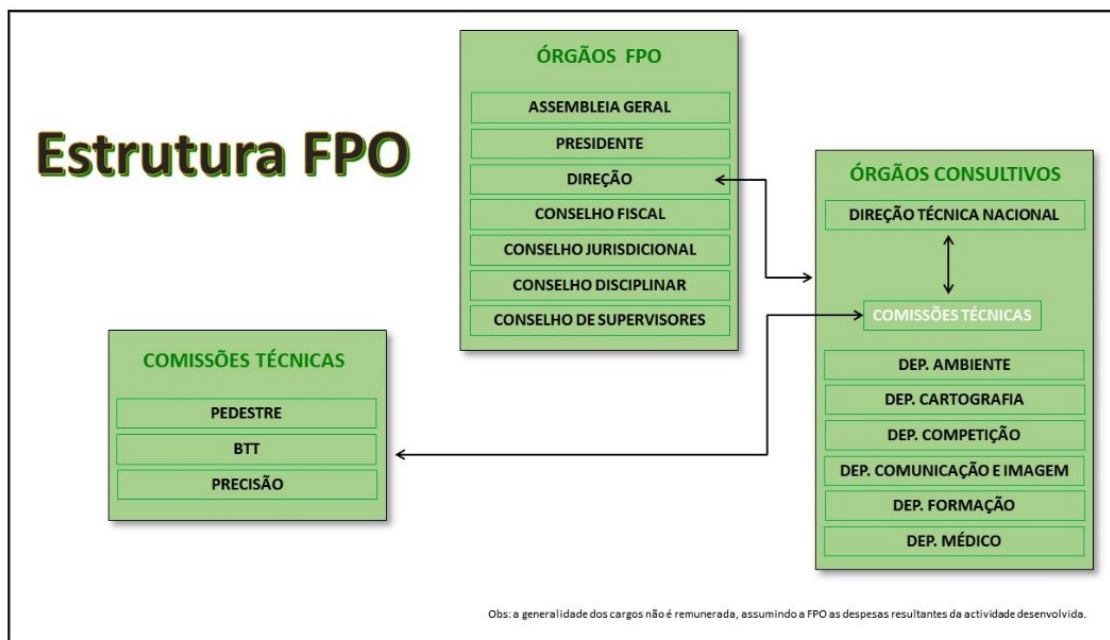 Estrutura FPO
ÓRGÃOS FPO
ASSEMBLEIA GERAL
PRESIDENTE
DIREÇÃO
CONSELHO FISCAL
CONSELHO JURISDICIONAL
CONSELHO DISCIPLINAR
CONSELHO DE SUPERVISORES
ÓRGÃOS CONSULTIVOS
DIREÇÃO TÉCNICA NACIONAL
COMISSÕES TÉCNICAS
DEP. AMBIENTE
DEP. CARTOGRAFIA
DEP. COMPETIÇÃO
DEP. COMUNICAÇÃO E IMAGEM
DEP. FORMAÇÃO
DEP. MÉDICO
COMISSÕES TÉCNICAS
PEDESTRE
BTT
PRECISÃO
Obs: a generalidade dos cargos não é remunerada, assumindo a FPO as despesas resultantes da actividade desenvolvida.